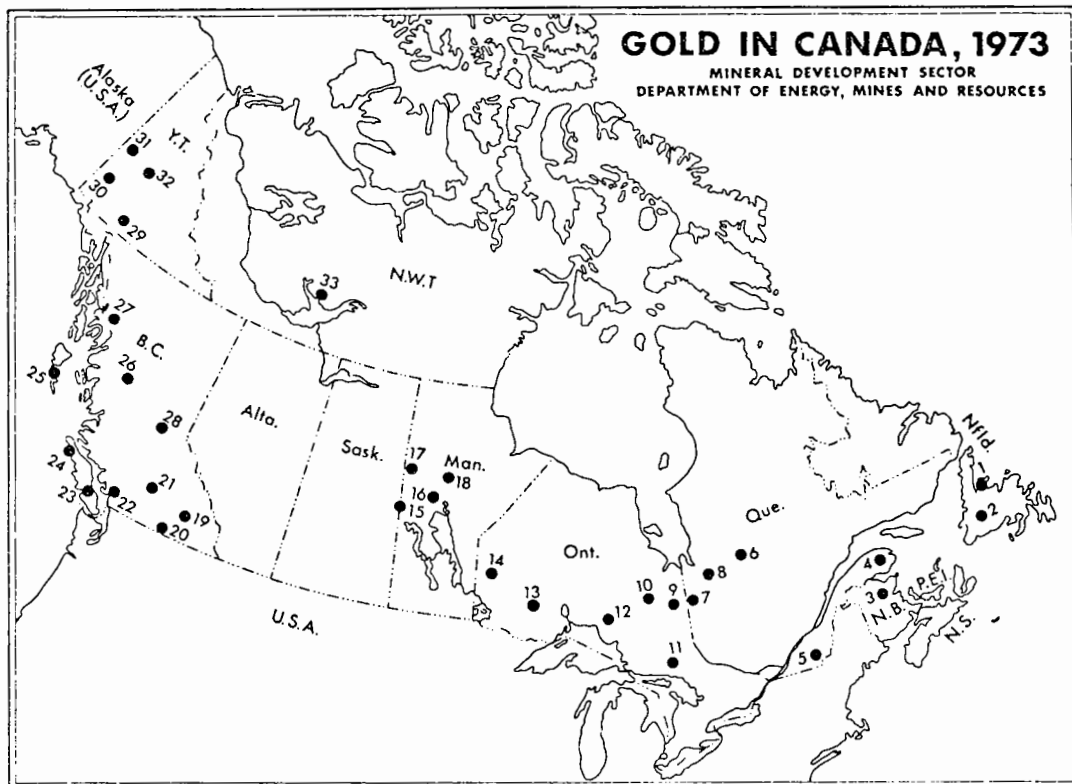 GOLD IN CANADA, 1973
MINERAL DEVELOPMENT SECTOR
DEPARTMENT OF ENERGY, MINES AND RESOURCES
Alaska
(U.S.A.)
Y.T.
31
32
30
29
33
N.W.T
27
B.C.
26
25
28
Alta.
Sask.
17
Man.
18
16
15
24
23
22
21
19
20
U.S.A.
14
13
Ont.
12
10
9
11
7
8
6
Que.
Nfld.
2
4
3
N.B.
P.E.I
N.S.
5